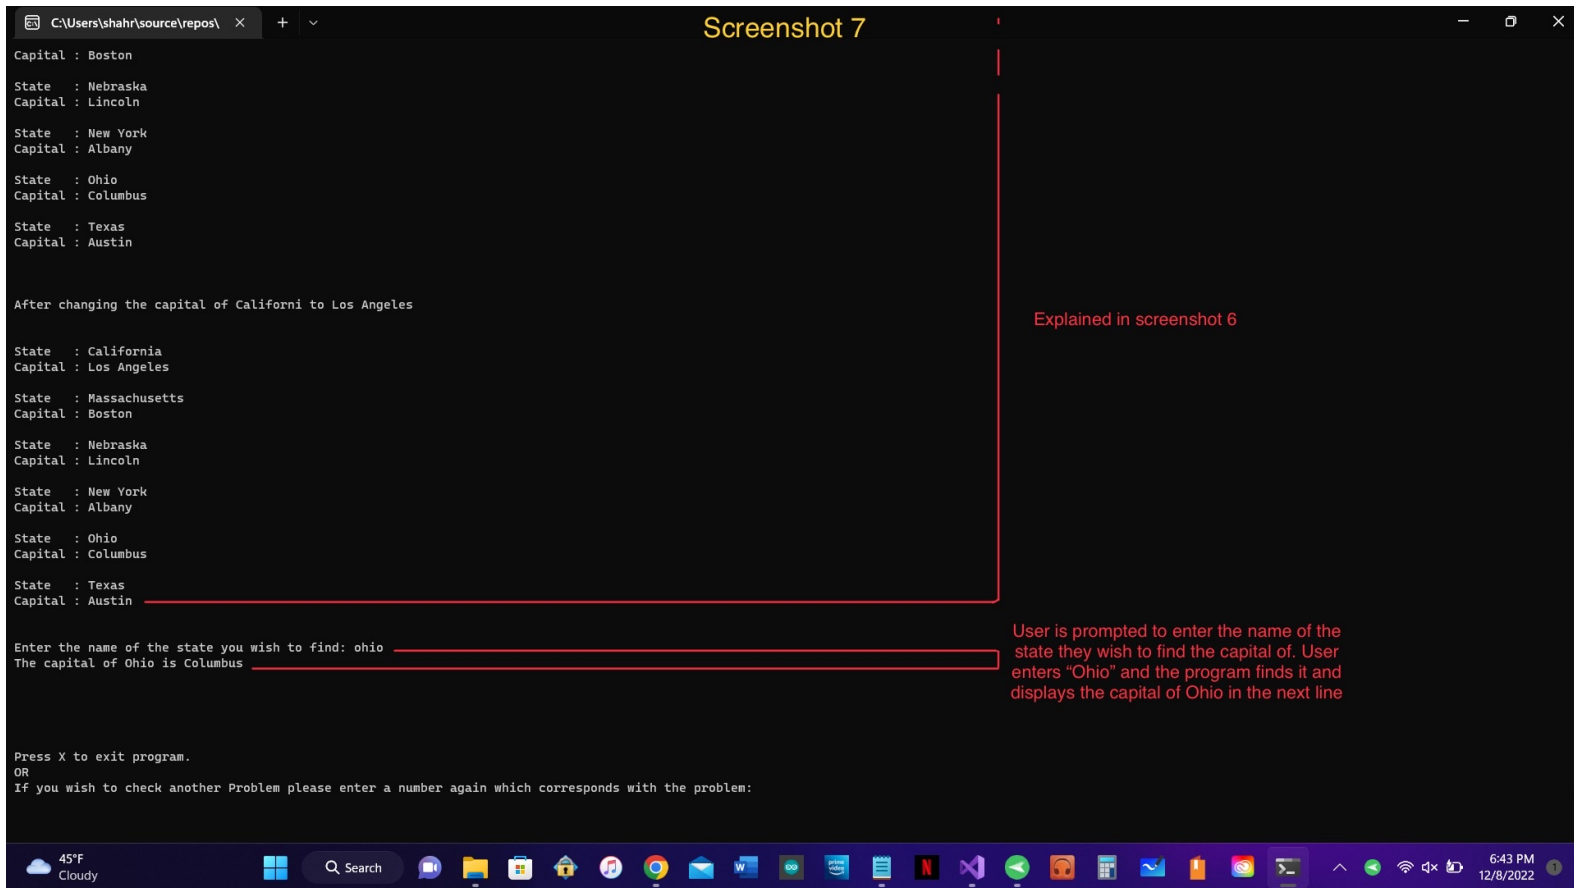 C:\Users\shahr\source\repos\
Screenshot 7
Capital : Boston
State   : Nebraska
Capital : Lincoln
State   : New York
Capital : Albany
State   : Ohio
Capital : Columbus
State   : Texas
Capital : Austin
After changing the capital of Californi to Los Angeles
Explained in screenshot 6
State   : California
Capital : Los Angeles
State   : Massachusetts
Capital : Boston
State   : Nebraska
Capital : Lincoln
State   : New York
Capital : Albany
State   : Ohio
Capital : Columbus
State   : Texas
Capital : Austin
Enter the name of the state you wish to find: ohio
The capital of Ohio is Columbus
User is prompted to enter the name of the
state they wish to find the capital of. User
enters “Ohio” and the program finds it and
displays the capital of Ohio in the next line
Press X to exit program.
OR
If you wish to check another Problem please enter a number again which corresponds with the problem:
45°F
Cloudy
Search
prime video
6:43 PM
12/8/2022
1